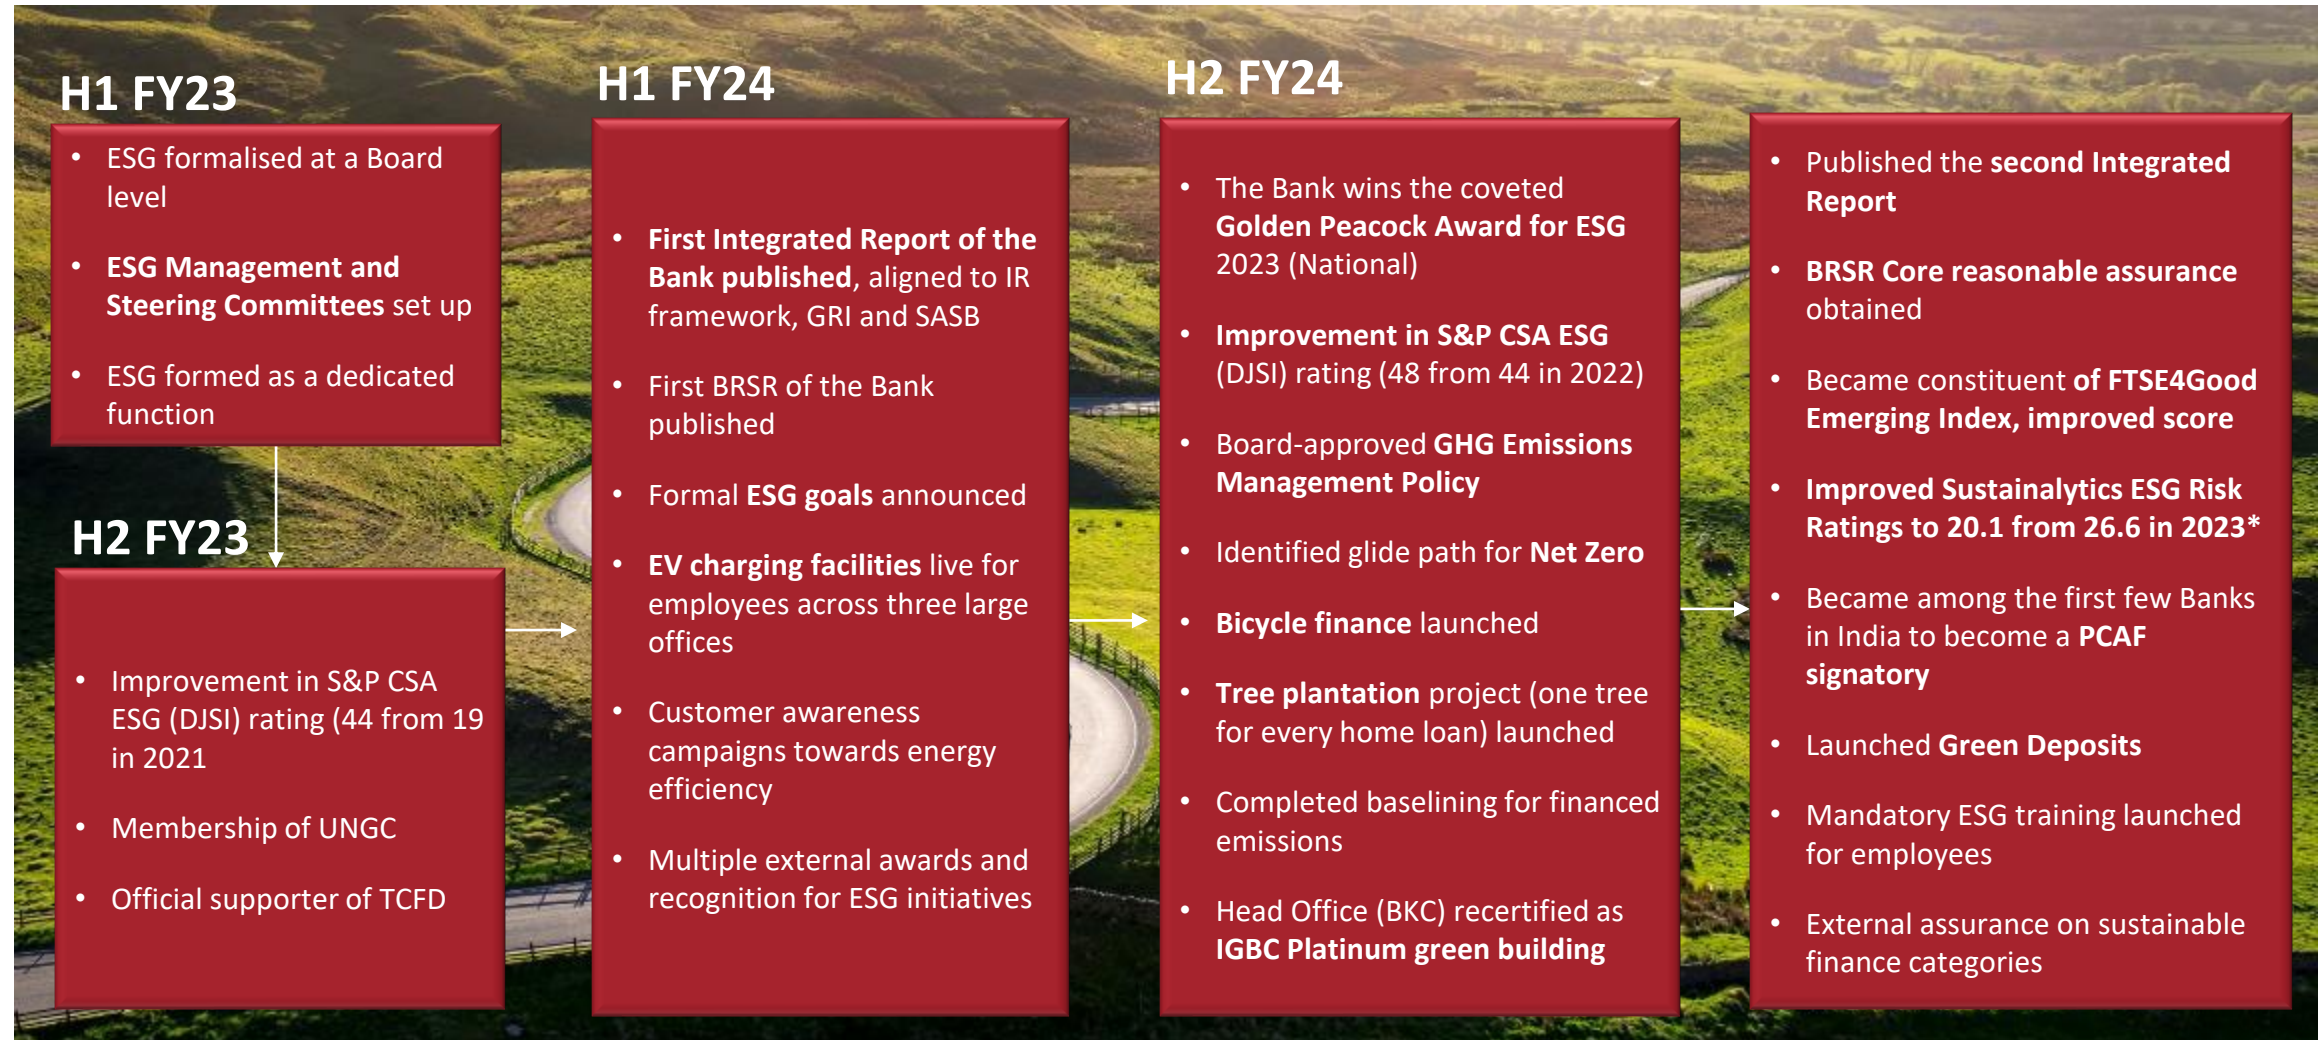 H1 FY23
• ESG formalised at a Board
level
• ESG Management and
Steering Committees set up
• ESG formed as a dedicated
function
H2 FY23
• Improvement in S&P CSA
ESG (DJSI) rating (44 from 19
in 2021
• Membership of UNGC
• Official supporter of TCFD
H1 FY24
• First Integrated Report of the
Bank published, aligned to IR
framework, GRI and SASB
• First BRSR of the Bank
published
• Formal ESG goals announced
• EV charging facilities live for
employees across three large
offices
• Customer awareness
campaigns towards energy
efficiency
• Multiple external awards and
recognition for ESG initiatives
H2 FY24
• The Bank wins the coveted
Golden Peacock Award for ESG
2023 (National)
• Improvement in S&P CSA ESG
(DJSI) rating (48 from 44 in 2022)
• Board-approved GHG Emissions
Management Policy
• Identified glide path for Net Zero
• Bicycle finance launched
• Tree plantation project (one tree
for every home loan) launched
• Completed baselining for financed
emissions
• Head Office (BKC) recertified as
IGBC Platinum green building
• Published the second Integrated
Report
• BRSR Core reasonable assurance
obtained
• Became constituent of FTSE4Good
Emerging Index, improved score
• Improved Sustainalytics ESG Risk
Ratings to 20.1 from 26.6 in 2023*
• Became among the first few Banks
in India to become a PCAF
signatory
• Launched Green Deposits
• Mandatory ESG training launched
for employees
• External assurance on sustainable
finance categories